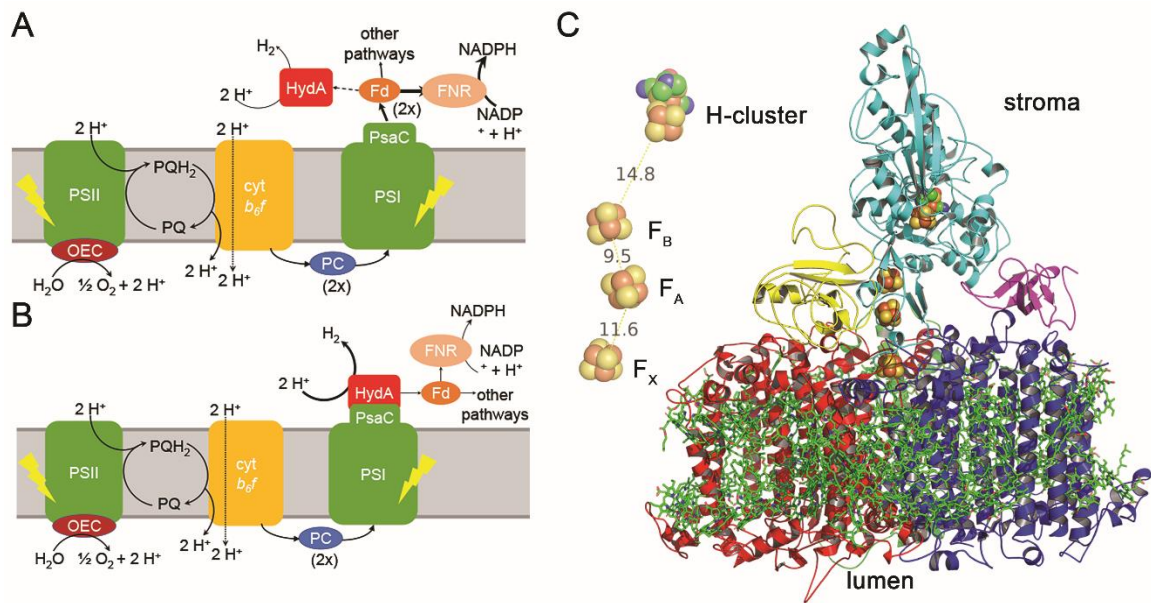 A
H2
other
pathways
NADPH
HydA
Fd
FNR
2 H+
(2x)
NADP
+ + H+
2 H+
2 H+
PsaC
PQH2
PSII
cyt
b6f
PSI
PQ
OEC
2 H+
2 H+
PC
H2O ½ O2 + 2 H+
(2x)
B
NADPH
H2
FNR
NADP
+ + H+
2 H+
HydA
Fd
other
pathways
2 H+
2 H+
PsaC
PQH2
PSII
cyt
b6f
PSI
PQ
OEC
2 H+
2 H+
PC
H2O ½ O2 + 2 H+
(2x)
C
stroma
H-cluster
14.8
FB
9.5
FA
11.6
FX
lumen